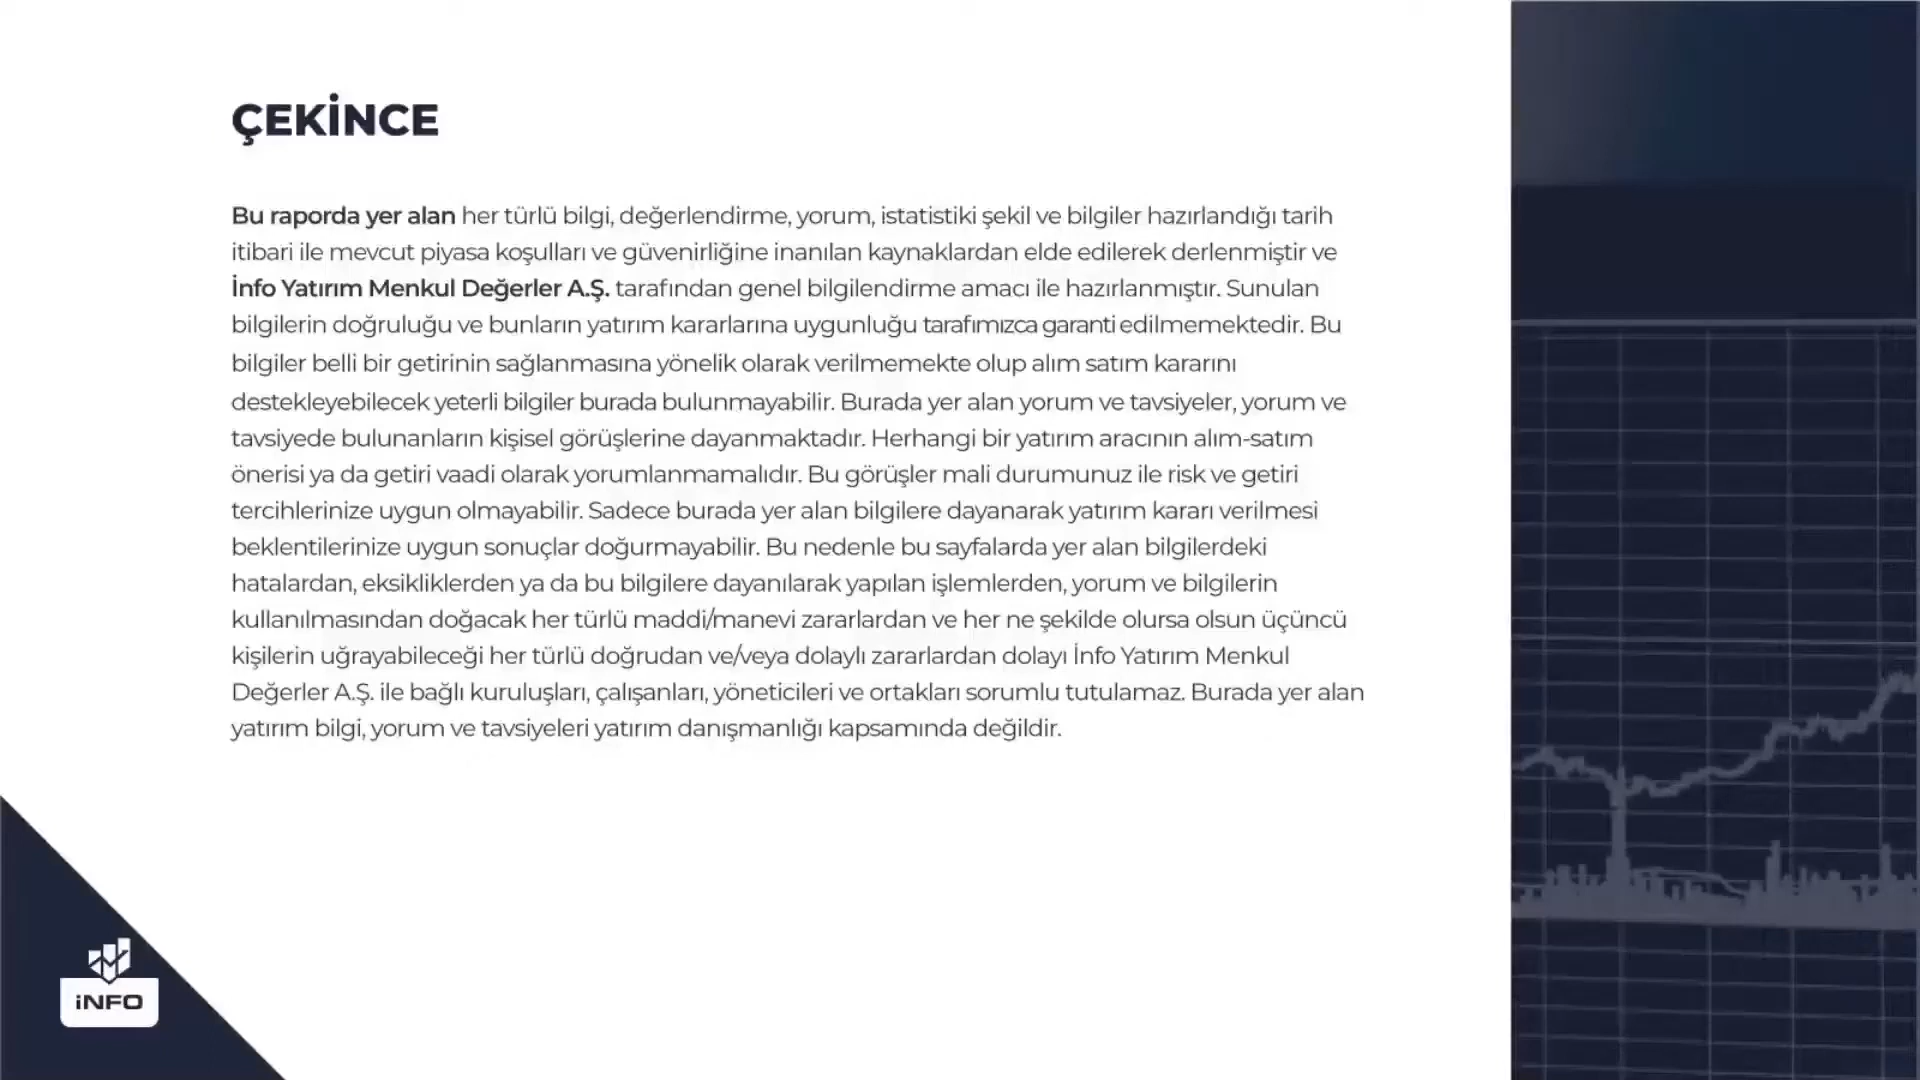 ÇEKİNCE
Bu raporda yer alan her türlü bilgi, değerlendirme, yorum, istatistiki şekil ve bilgiler hazırlandığı tarih
itibari ile mevcut piyasa koşulları ve güvenirliğine inanılan kaynaklardan elde edilerek derlenmiştir ve
İnfo Yatırım Menkul Değerler A.Ş. tarafından genel bilgilendirme amacı ile hazırlanmıştır. Sunulan
bilgilerin doğruluğu ve bunların yatırım kararlarına uygunluğu tarafımızca garanti edilmemektedir. Bu
bilgiler belli bir getirinin sağlanmasına yönelik olarak verilmemekte olup alım satım kararını
destekleyebilecek yeterli bilgiler burada bulunmayabilir. Burada yer alan yorum ve tavsiyeler, yorum ve
tavsiyede bulunanların kişisel görüşlerine dayanmaktadır. Herhangi bir yatırım aracının alım-satım
önerisi ya da getiri vaadi olarak yorumlanmamalıdır. Bu görüşler mali durumunuz ile risk ve getiri
tercihlerinize uygun olmayabilir. Sadece burada yer alan bilgilere dayanarak yatırım kararı verilmesi
beklentilerinize uygun sonuçlar doğurmayabilir. Bu nedenle bu sayfalarda yer alan bilgilerdeki
hatalardan, eksikliklerden ya da bu bilgilere dayanılarak yapılan işlemlerden, yorum ve bilgilerin
kullanılmasından doğacak her türlü maddi/manevi zararlardan ve her ne şekilde olursa olsun üçüncü
kişilerin uğrayabileceği her türlü doğrudan ve/veya dolaylı zararlardan dolayı İnfo Yatırım Menkul
Değerler A.Ş. ile bağlı kuruluşları, çalışanları, yöneticileri ve ortakları sorumlu tutulamaz. Burada yer alan
yatırım bilgi, yorum ve tavsiyeleri yatırım danışmanlığı kapsamında değildir.
iNFO